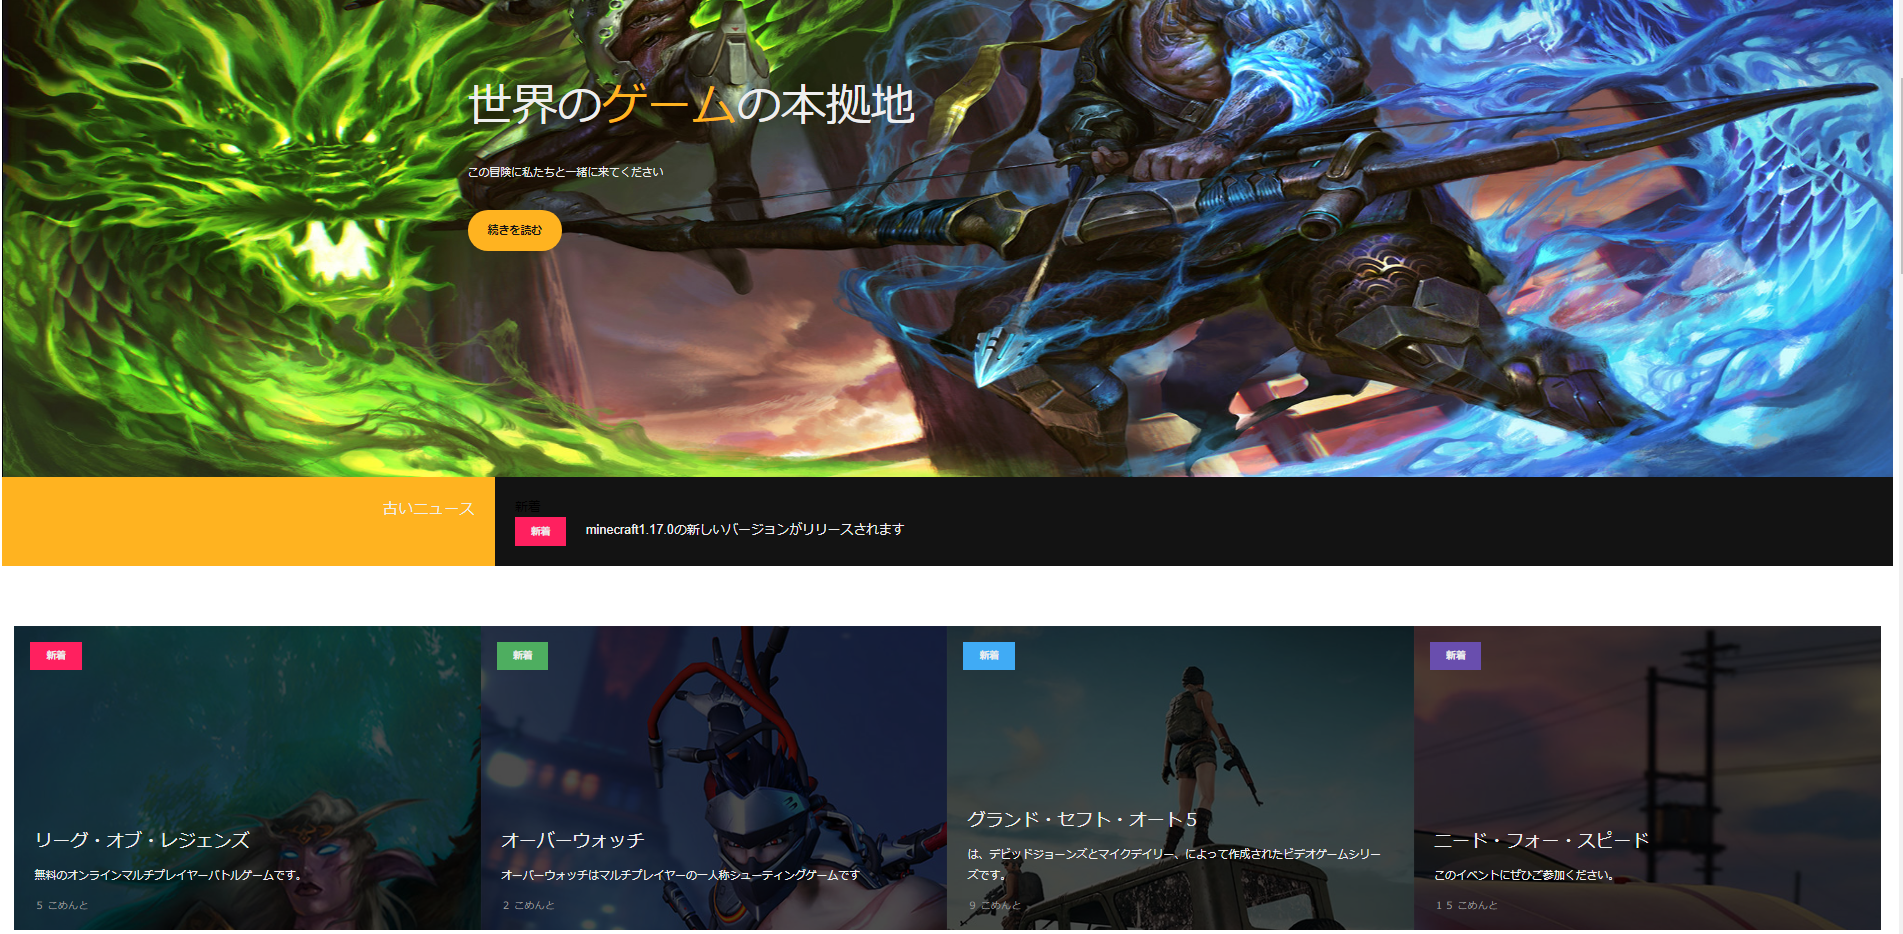 世界のゲームの本拠地
この冒険に私たちと一緒に来てください
続きを読む
古いニュース
新着
新着
minecraft1.17.0の新しいバージョンがリリースされます
新着
新着
新着
新着
リーグ・オブ・レジェンズ
無料のオンラインマルチプレイヤーバトルゲームです。
5 こめんと
オーバーウォッチ
オーバーウォッチはマルチプレイヤーの一人称シューティングゲームです
2 こめんと
グランド・セフト・オート５
は、デビッドジョーンズとマイクデイリー、によって作成されたビデオゲームシリー
ズです。
9 こめんと
ニード・フォー・スピード
このイベントにぜひご参加ください。
１５ こめんと